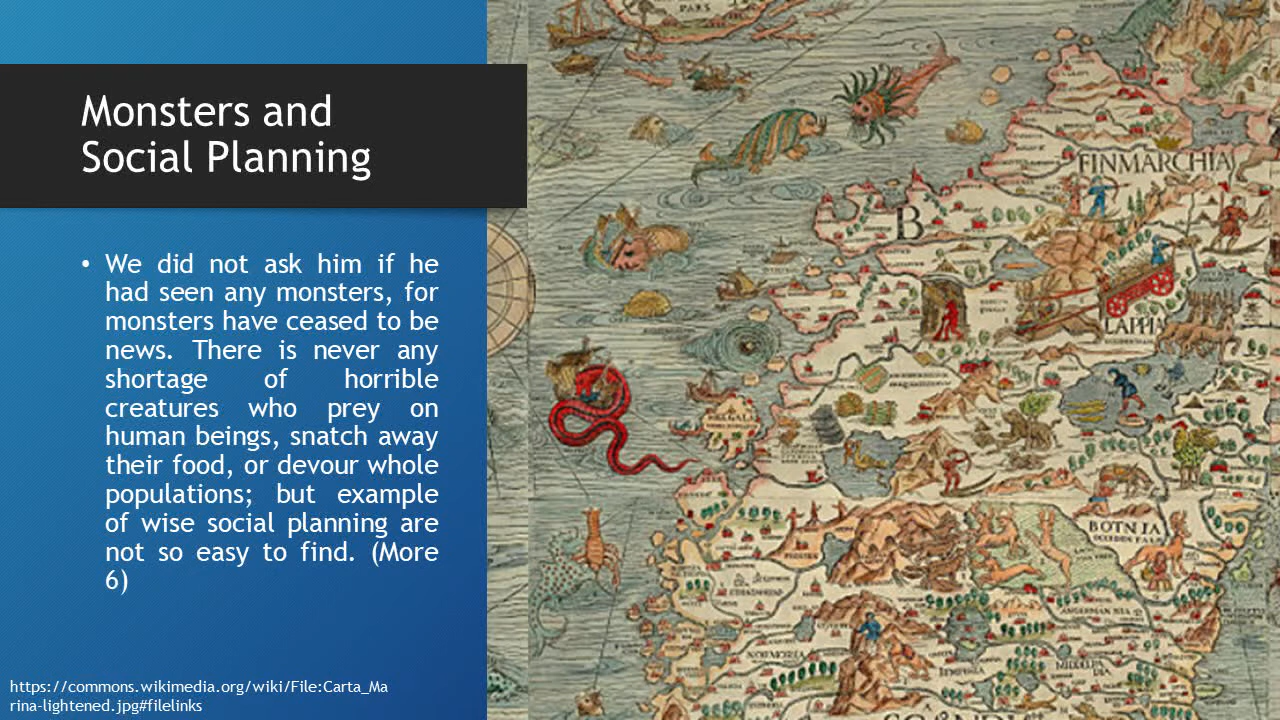 Monsters and
Social Planning
• We did not ask him if he
had seen any monsters, for
monsters have ceased to be
news. There is never any
shortage of horrible
creatures who prey on
human beings, snatch away
their food, or devour whole
populations; but example
of wise social planning are
not so easy to find. (More
6)
https://commons.wikimedia.org/wiki/File:Carta_Ma
rina-lightened.jpg#filelinks
PARS
FINMARCHIA
B
LAPPIA
BOTNIA